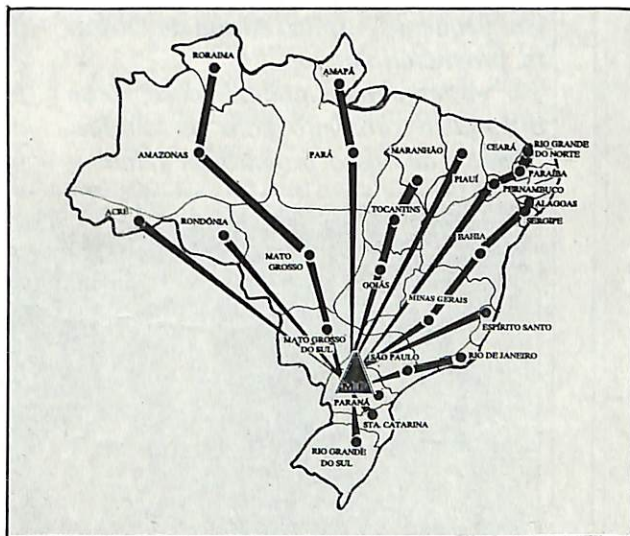 RORAIMA
AMAPÁ
AMAZONAS
PARÁ
MARANHÃO
CEARÁ
RIO GRANDE
DO NORTE
PIAUÍ
PARAÍBA
PERNAMBUCO
ALAGOAS
SERGIPE
ACRE
RONDÔNIA
TOCANTINS
MATO
GROSSO
BAHIA
GOIÁS
MINAS GERAIS
ESPÍRITO SANTO
MATO GROSSO
DO SUL
SÃO PAULO
RIO DE JANEIRO
PARANÁ
STA. CATARINA
RIO GRANDE
DO SUL